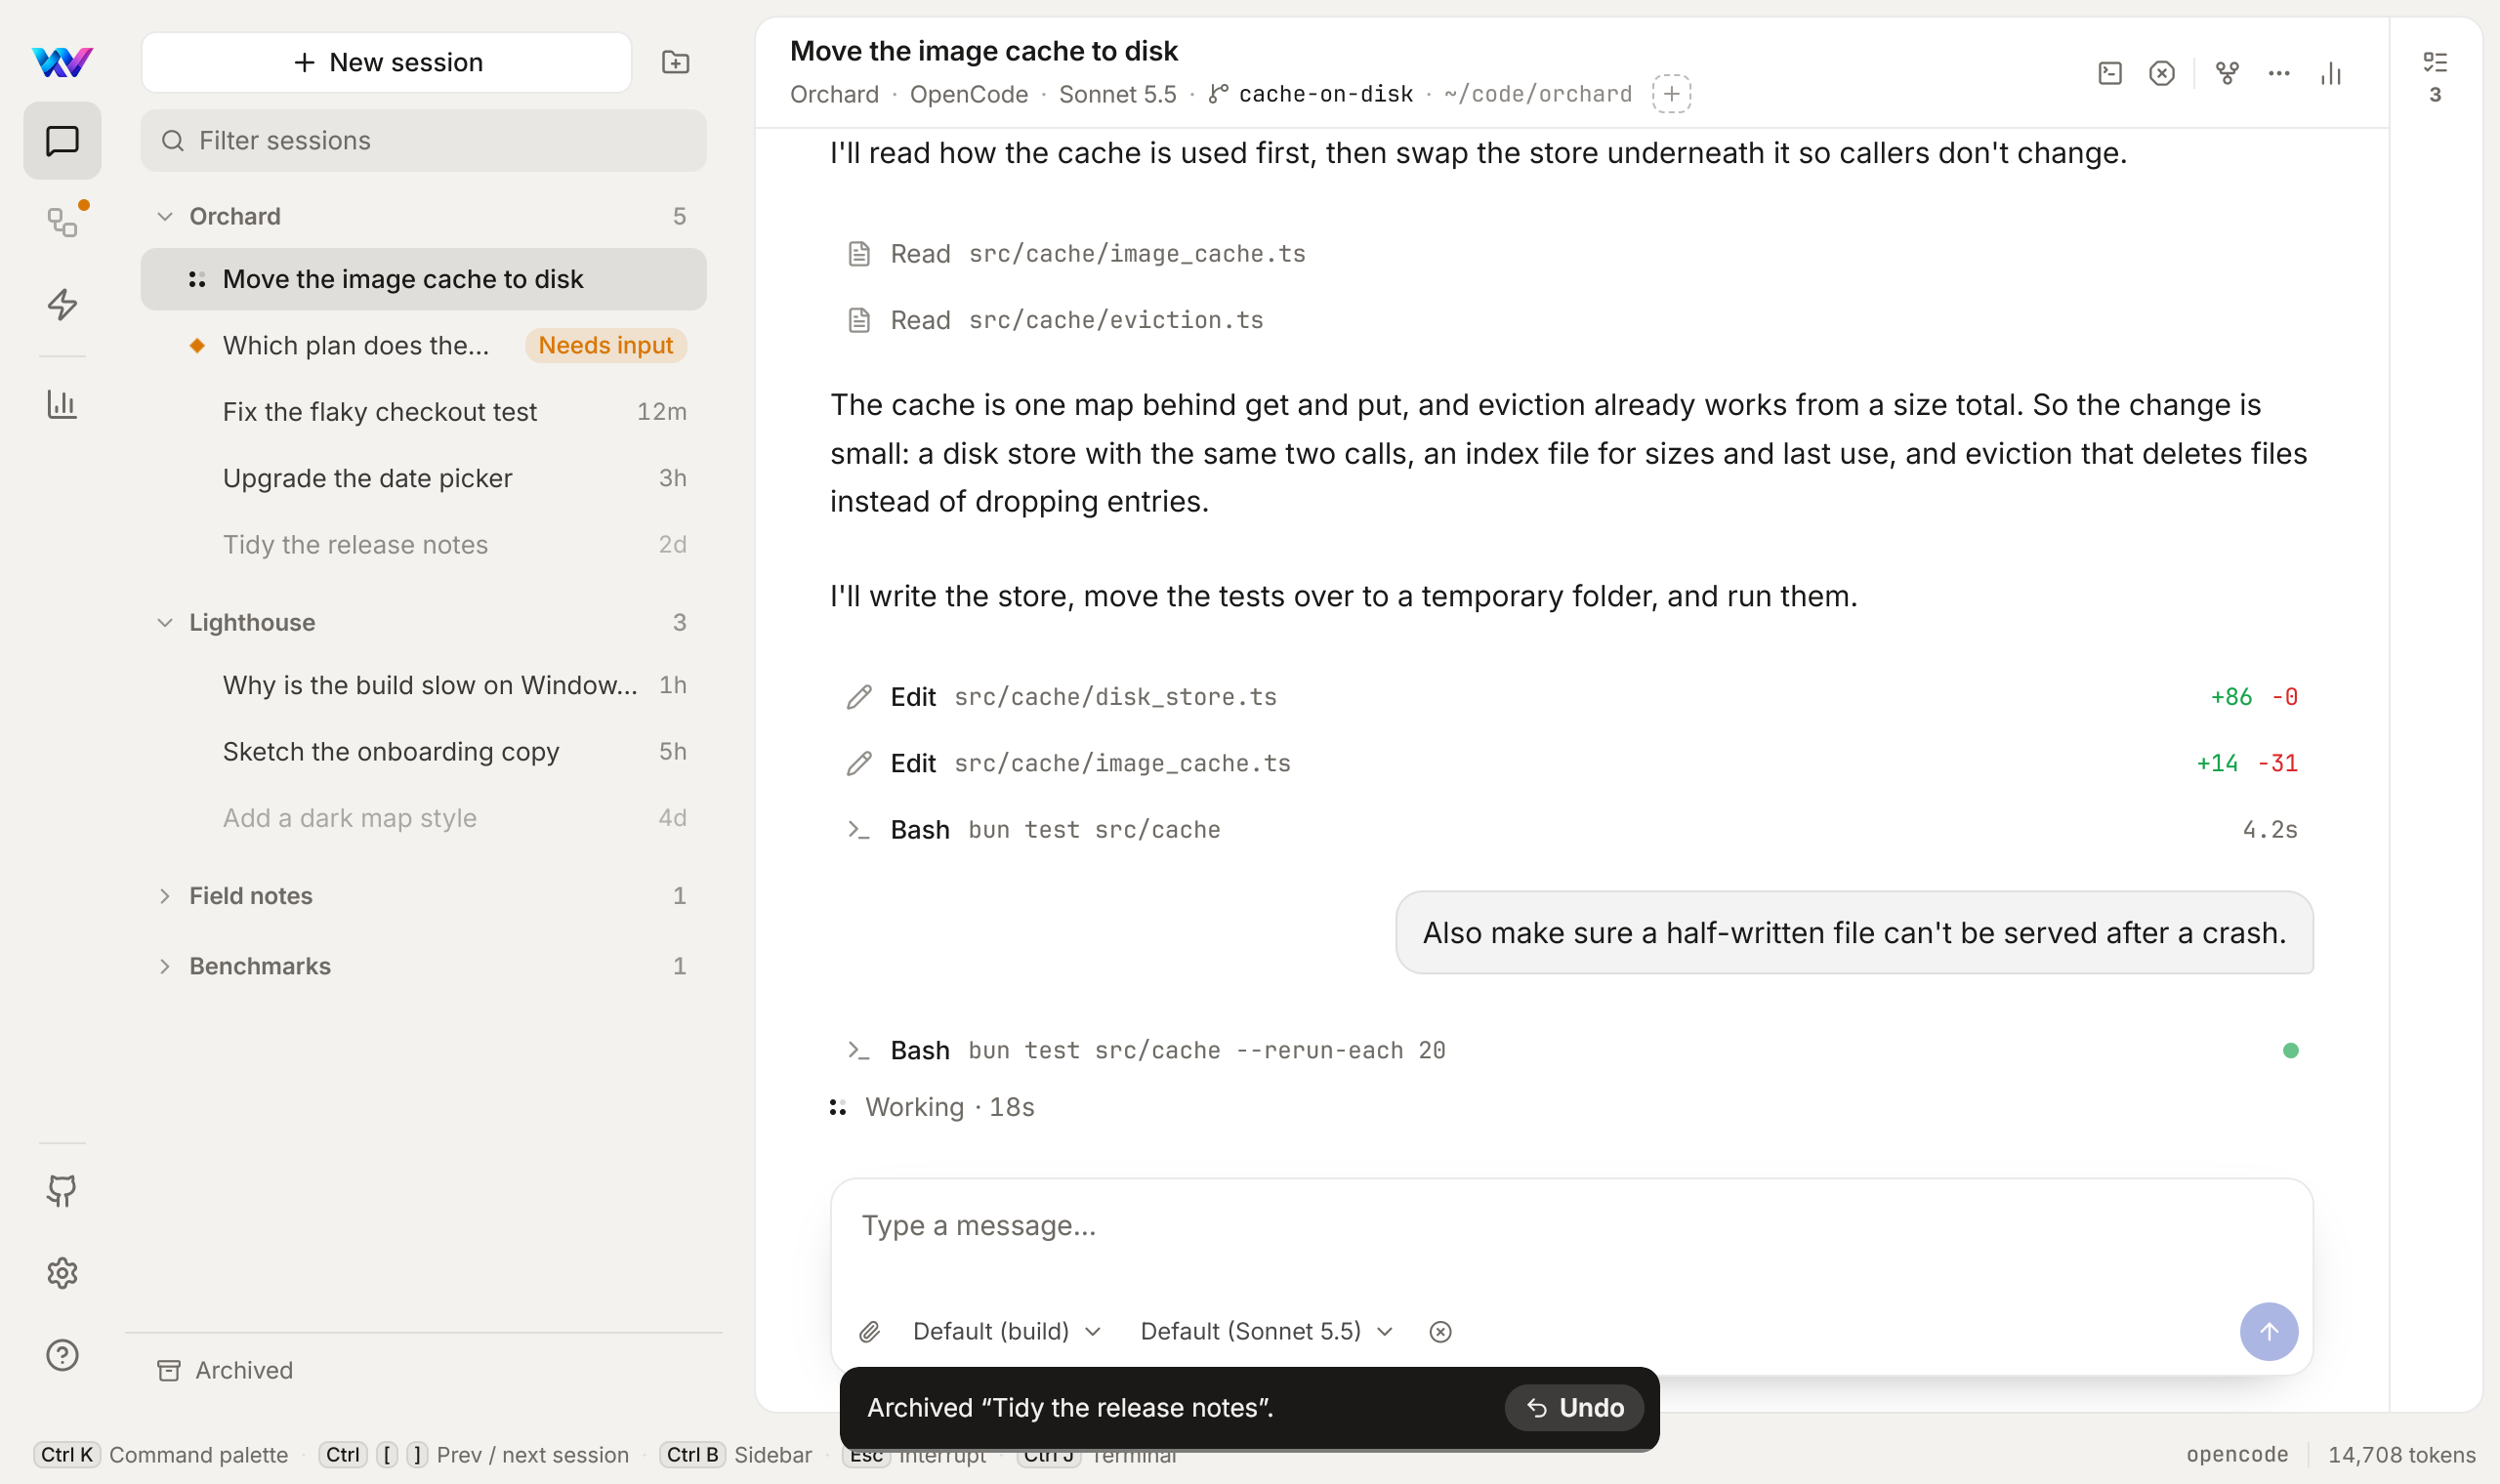 New session
Filter sessions
Orchard 5
Move the image cache to disk
Which plan does the... Needs input
Fix the flaky checkout test 12m
Upgrade the date picker 3h
Tidy the release notes 2d
Lighthouse 3
Why is the build slow on Window... 1h
Sketch the onboarding copy 5h
Add a dark map style 4d
Field notes 1
Benchmarks 1
Archived
Move the image cache to disk
Orchard · OpenCode · Sonnet 5.5 · cache-on-disk · ~/code/orchard
3
I'll read how the cache is used first, then swap the store underneath it so callers don't change.
Read src/cache/image_cache.ts
Read src/cache/eviction.ts
The cache is one map behind get and put, and eviction already works from a size total. So the change is
small: a disk store with the same two calls, an index file for sizes and last use, and eviction that deletes files
instead of dropping entries.
I'll write the store, move the tests over to a temporary folder, and run them.
Edit src/cache/disk_store.ts +86 -0
Edit src/cache/image_cache.ts +14 -31
Bash bun test src/cache 4.2s
Also make sure a half-written file can't be served after a crash.
Bash bun test src/cache --rerun-each 20
Working · 18s
Type a message...
Default (build) Default (Sonnet 5.5)
Archived “Tidy the release notes”. Undo
Ctrl K Command palette · Ctrl [ ] Prev / next session · Ctrl B Sidebar · Esc Interrupt · Ctrl J Terminal
opencode 14,708 tokens